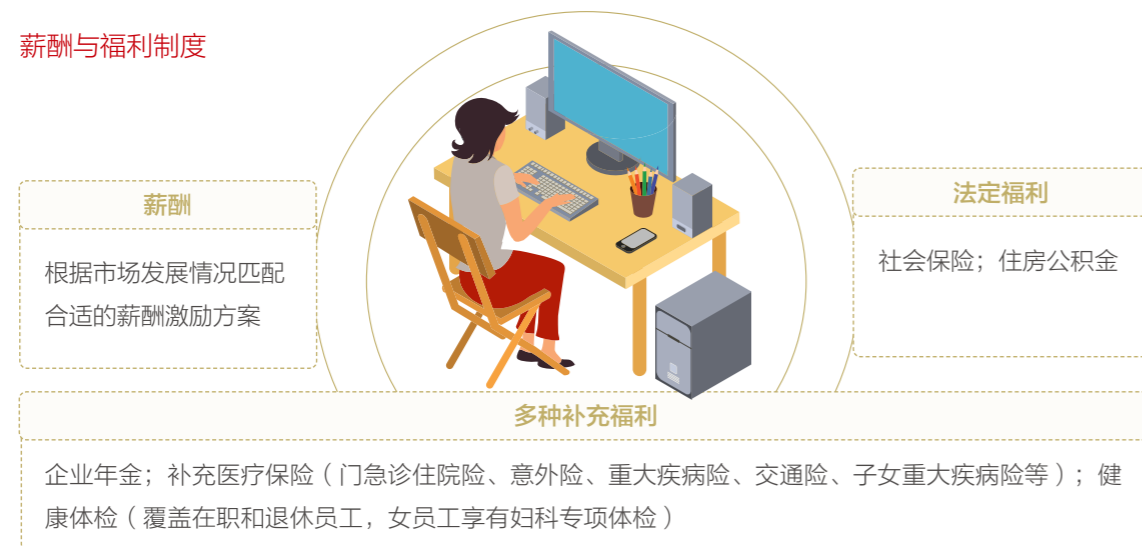 薪酬与福利制度
薪酬
根据市场发展情况匹配
合适的薪酬激励方案
法定福利
社会保险；住房公积金
多种补充福利
企业年金；补充医疗保险（门急诊住院险、意外险、重大疾病险、交通险、子女重大疾病险等）；健
康体检（覆盖在职和退休员工，女员工享有妇科专项体检）